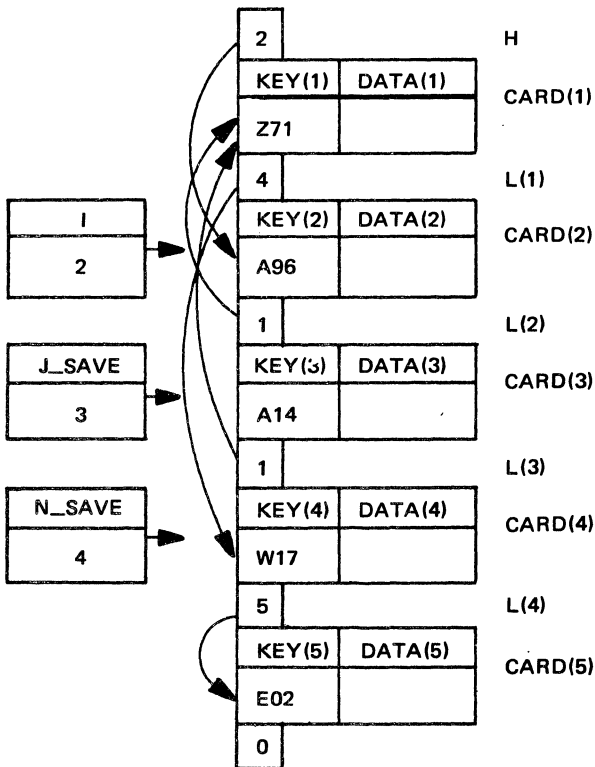 2 H
KEY(1) DATA(1)
CARD(1)
Z71
4 L(1)
I
KEY(2) DATA(2)
CARD(2)
2
A96
1 L(2)
J_SAVE
KEY(3) DATA(3)
CARD(3)
3
A14
1 L(3)
N_SAVE
KEY(4) DATA(4)
CARD(4)
4
W17
5 L(4)
KEY(5) DATA(5)
CARD(5)
E02
0